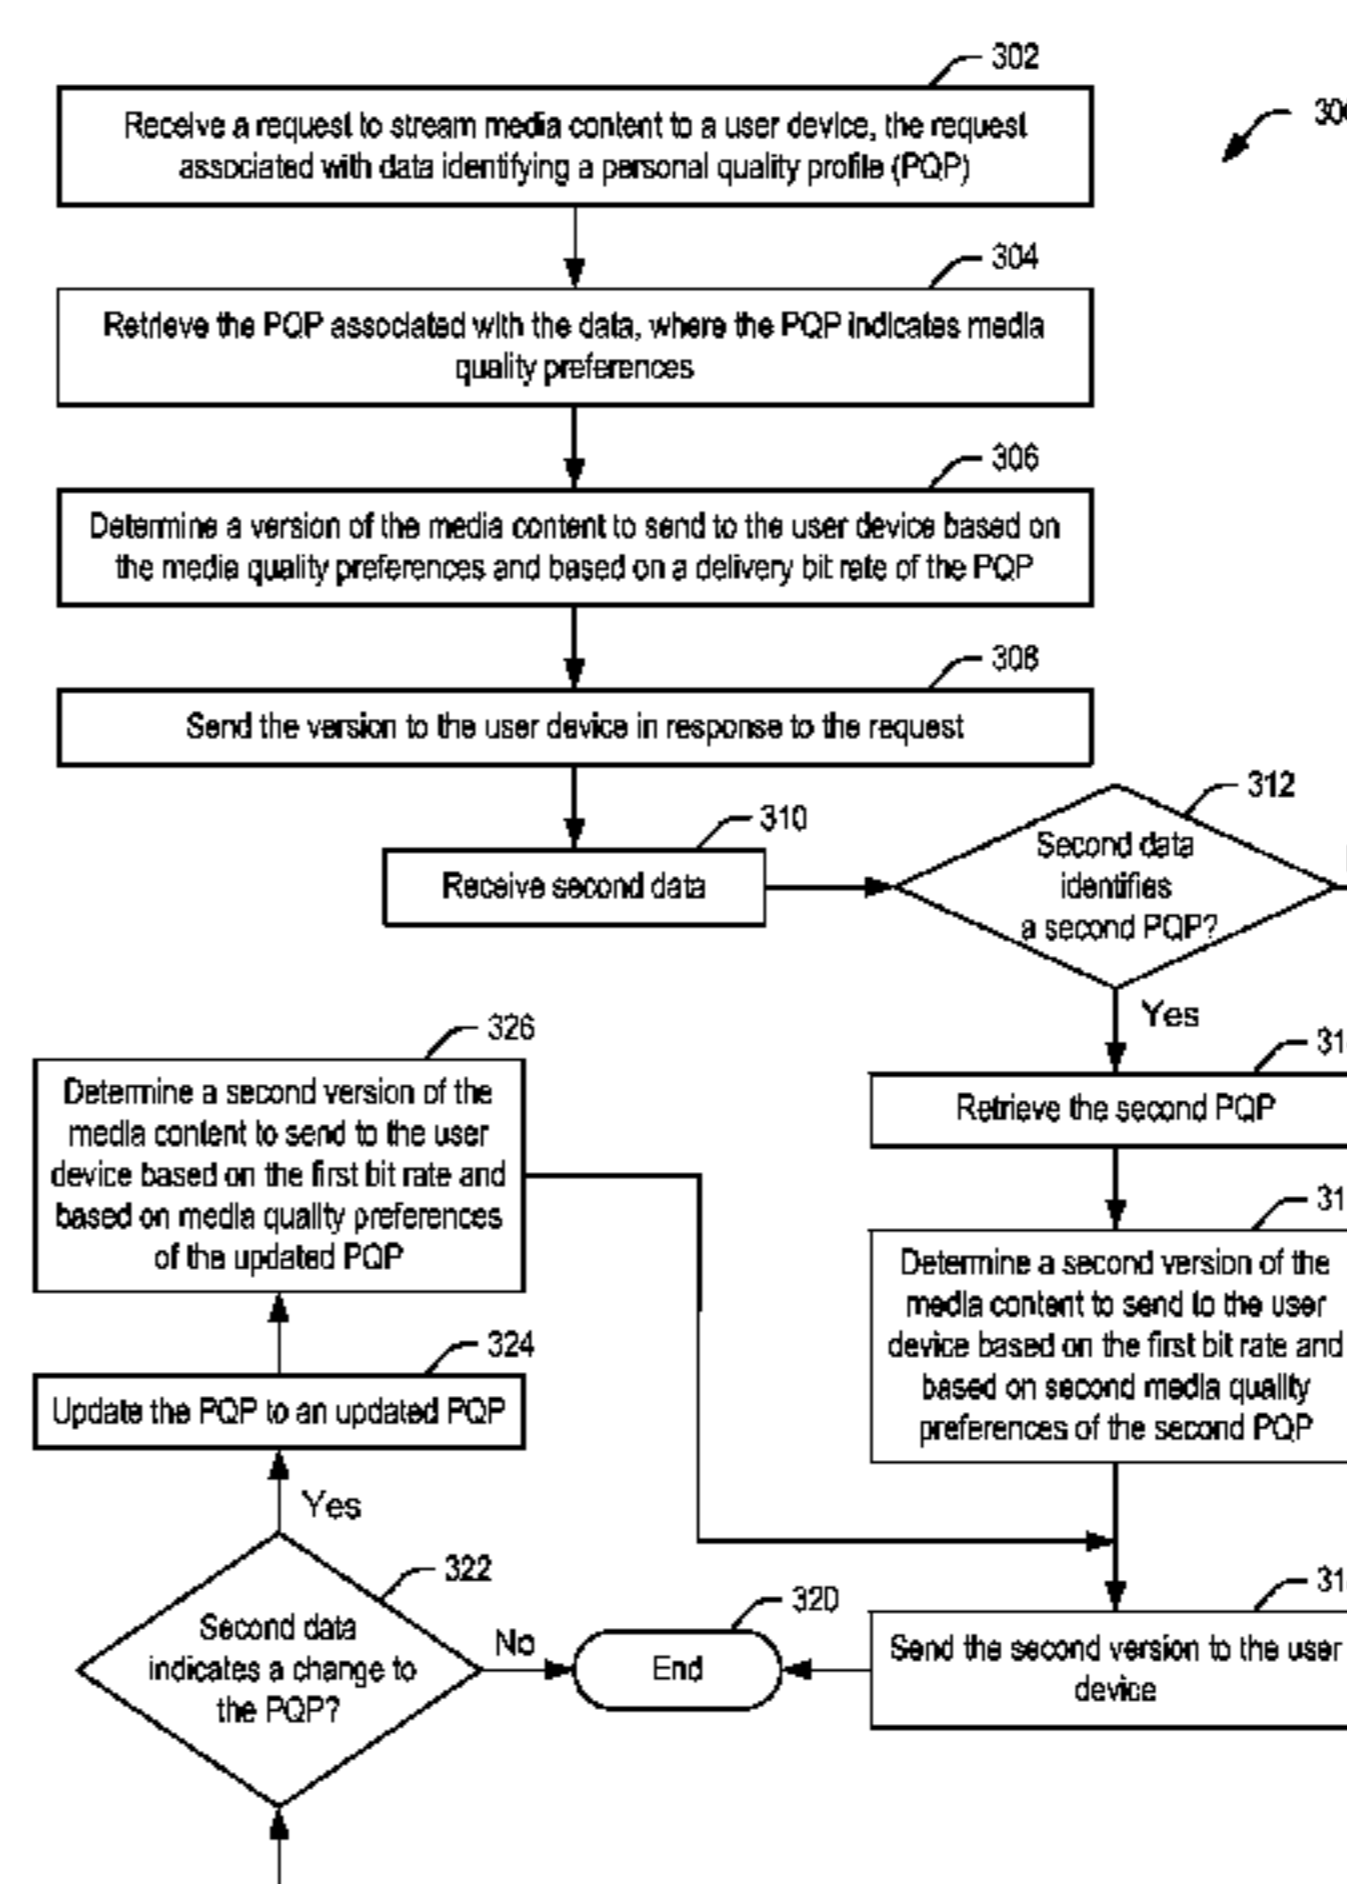 302
Receive a request to stream media content to a user device, the request
associated with data identifying a personal quality profile (PQP)
304
Retrieve the PQP associated with the data, where the PQP indicates media
quality preferences
306
Determine a version of the media content to send to the user device based on
the media quality preferences and based on a delivery bit rate of the PQP
308
Send the version to the user device in response to the request
310
Receive second data
312
Second data
identifies
a second PQP?
Yes
Retrieve the second PQP
Determine a second version of the
media content to send to the user
device based on the first bit rate and
based on second media quality
preferences of the second PQP
Send the second version to the user
device
326
Determine a second version of the
media content to send to the user
device based on the first bit rate and
based on media quality preferences
of the updated PQP
324
Update the PQP to an updated PQP
Yes
322
Second data
indicates a change to
the PQP?
No
320
End